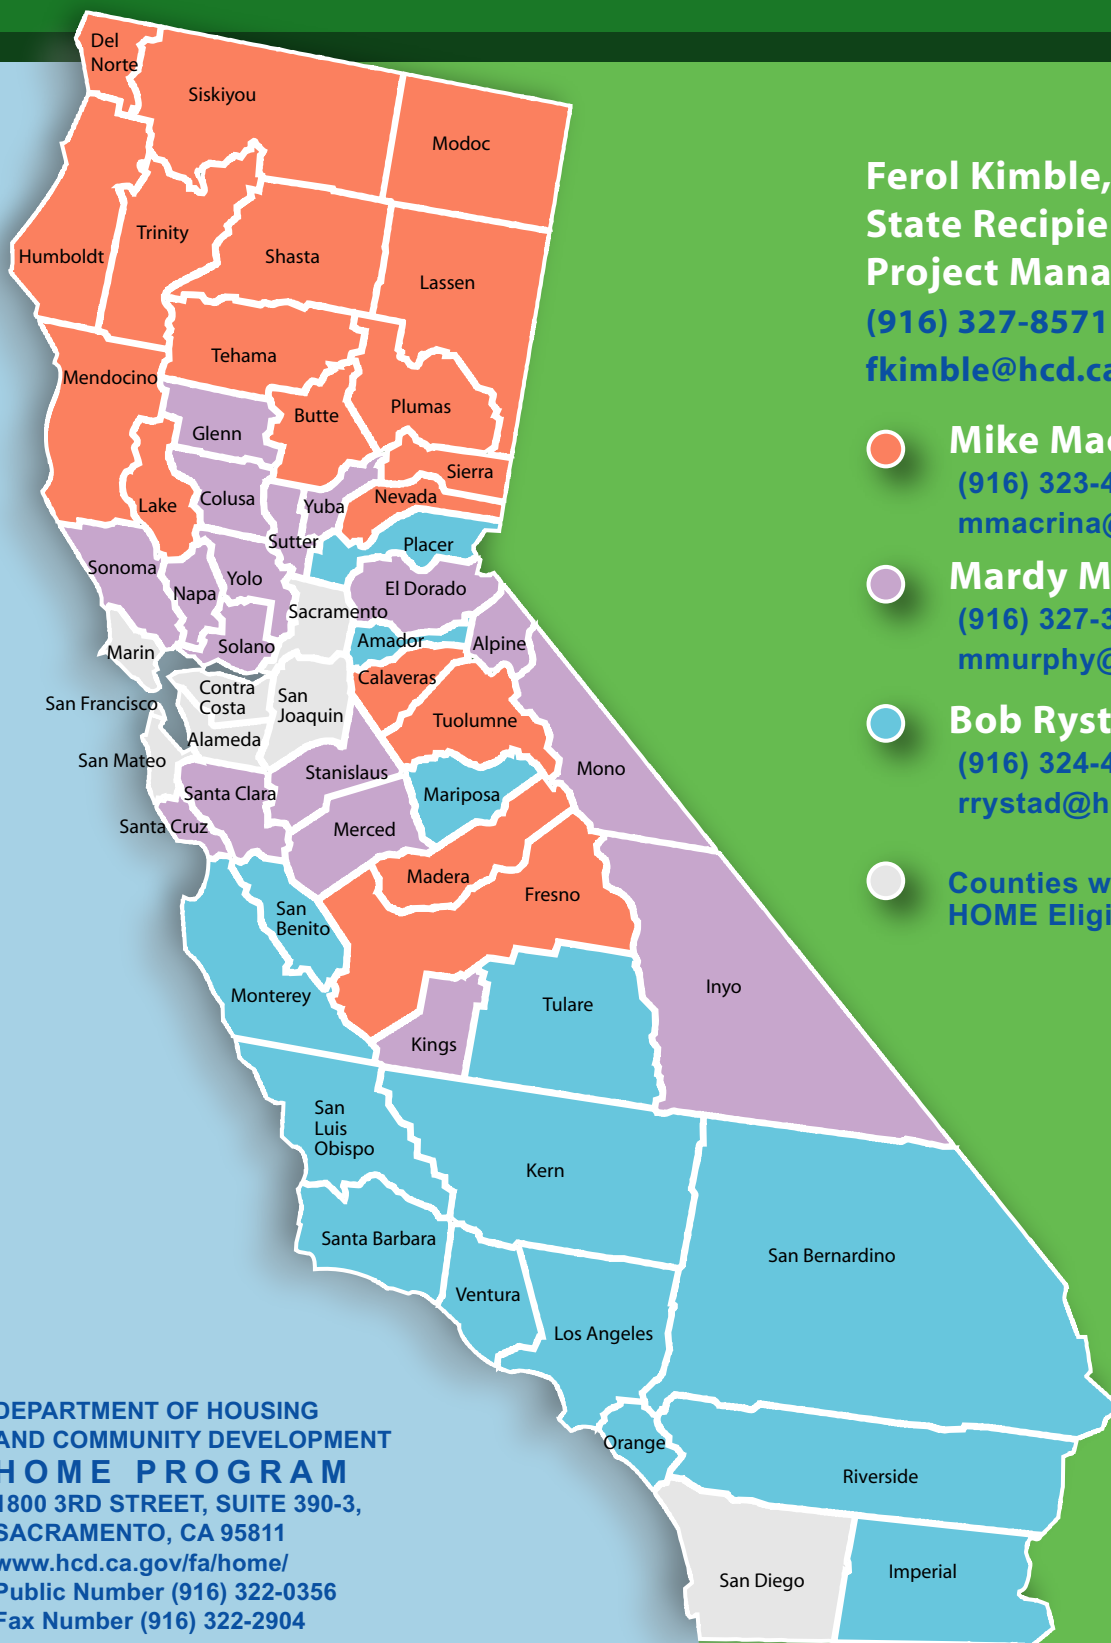 Del
Norte
Siskiyou
Modoc
Humboldt
Trinity
Shasta
Lassen
Tehama
Mendocino
Glenn
Butte
Plumas
Lake
Colusa
Yuba
Sierra
Nevada
Sutter
Placer
Sonoma
Napa
Yolo
El Dorado
Sacramento
Marin
Solano
Amador
Alpine
Calaveras
San Francisco
Contra
Costa
San
Joaquin
Tuolumne
Alameda
San Mateo
Stanislaus
Mono
Santa Clara
Mariposa
Santa Cruz
Merced
Madera
Fresno
San
Benito
Monterey
Tulare
Inyo
Kings
San
Luis
Obispo
Kern
Santa Barbara
San Bernardino
Ventura
Los Angeles
Orange
Riverside
San Diego
Imperial
Ferol Kimble,
State Recipie
Project Mana
(916) 327-8571
fkimble@hcd.ca
Mike Mac
(916) 323-4
mmacrina@
Mardy M
(916) 327-3
mmurphy@
Bob Ryst
(916) 324-4
rrystad@h
Counties w
HOME Eligi
DEPARTMENT OF HOUSING
AND COMMUNITY DEVELOPMENT
HOME PROGRAM
1800 3RD STREET, SUITE 390-3,
SACRAMENTO, CA 95811
www.hcd.ca.gov/fa/home/
Public Number (916) 322-0356
Fax Number (916) 322-2904